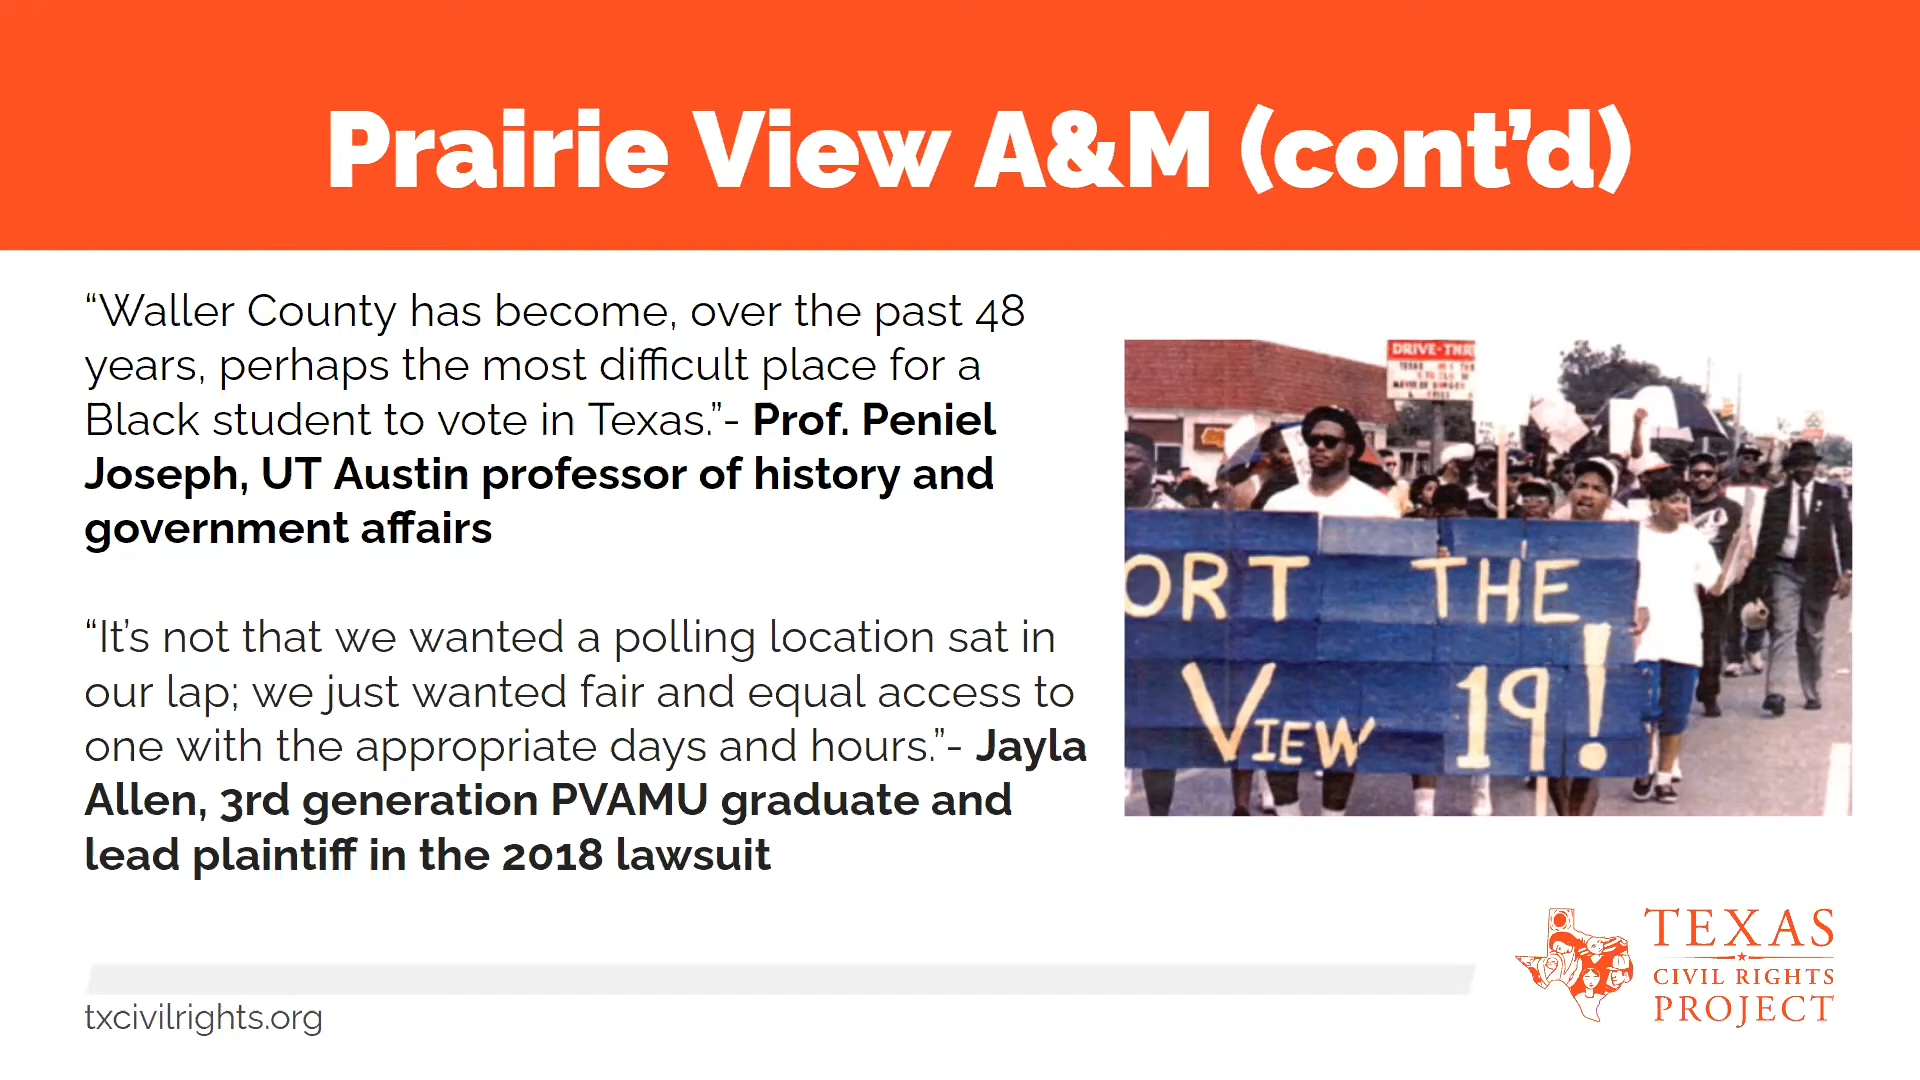 Prairie View A&M (cont’d)
“Waller County has become, over the past 48
years, perhaps the most difficult place for a
Black student to vote in Texas.”- Prof. Peniel
Joseph, UT Austin professor of history and
government affairs
“It’s not that we wanted a polling location sat in
our lap; we just wanted fair and equal access to
one with the appropriate days and hours.”- Jayla
Allen, 3rd generation PVAMU graduate and
lead plaintiff in the 2018 lawsuit
DRIVE-THR
ORT THE
VIEW 19!
TEXAS
CIVIL RIGHTS
PROJECT
txcivilrights.org